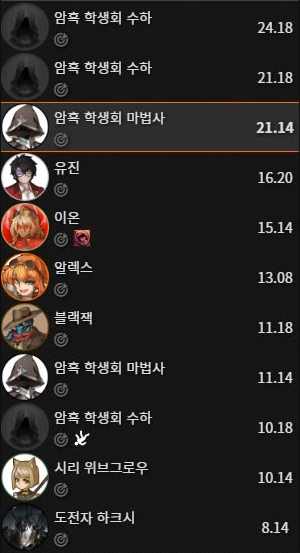 암흑 학생회 수하
24.18
암흑 학생회 수하
21.18
암흑 학생회 마법사
21.14
유진
16.20
이온
15.14
알렉스
13.08
블랙잭
11.18
암흑 학생회 마법사
11.14
암흑 학생회 수하
10.18
시리 위브그로우
10.14
도전자 하크시
8.14